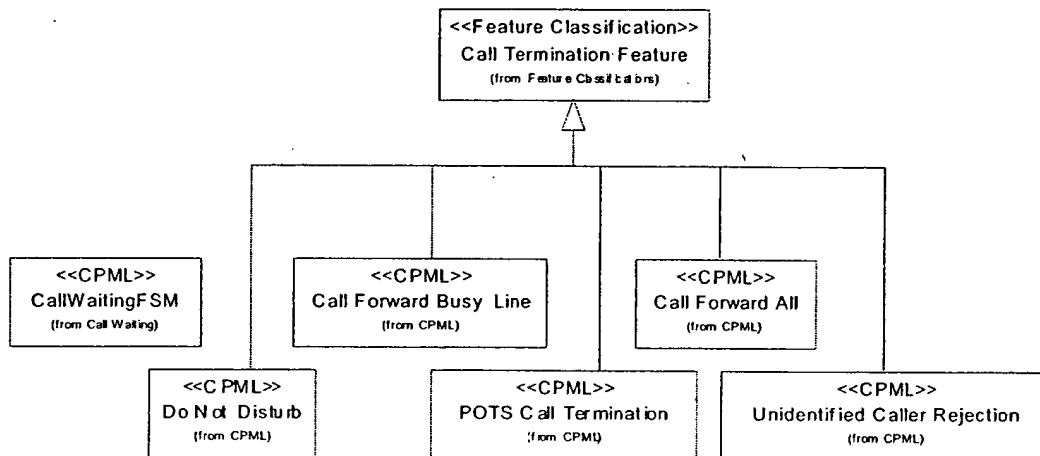 <<Feature Classification>>
Call Termination Feature
(from Feature Classifications)
<<CPML>>
CallWaitingFSM
(from Call Waiting)
<<CPML>>
Call Forward Busy Line
(from CPML)
<<CPML>>
Call Forward All
(from CPML)
<<CPML>>
Do Not Disturb
(from CPML)
<<CPML>>
POTS Call Termination
(from CPML)
<<CPML>>
Unidentified Caller Rejection
(from CPML)